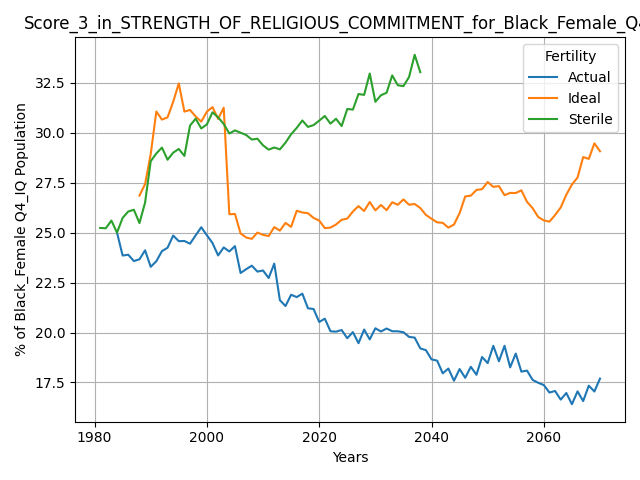 Score_3_in_STRENGTH_OF_RELIGIOUS_COMMITMENT_for_Black_Female_Q4
Fertility
Actual
Ideal
Sterile
% of Black_Female Q4_IQ Population
32.5
30.0
27.5
25.0
22.5
20.0
17.5
1980
2000
2020
2040
2060
Years